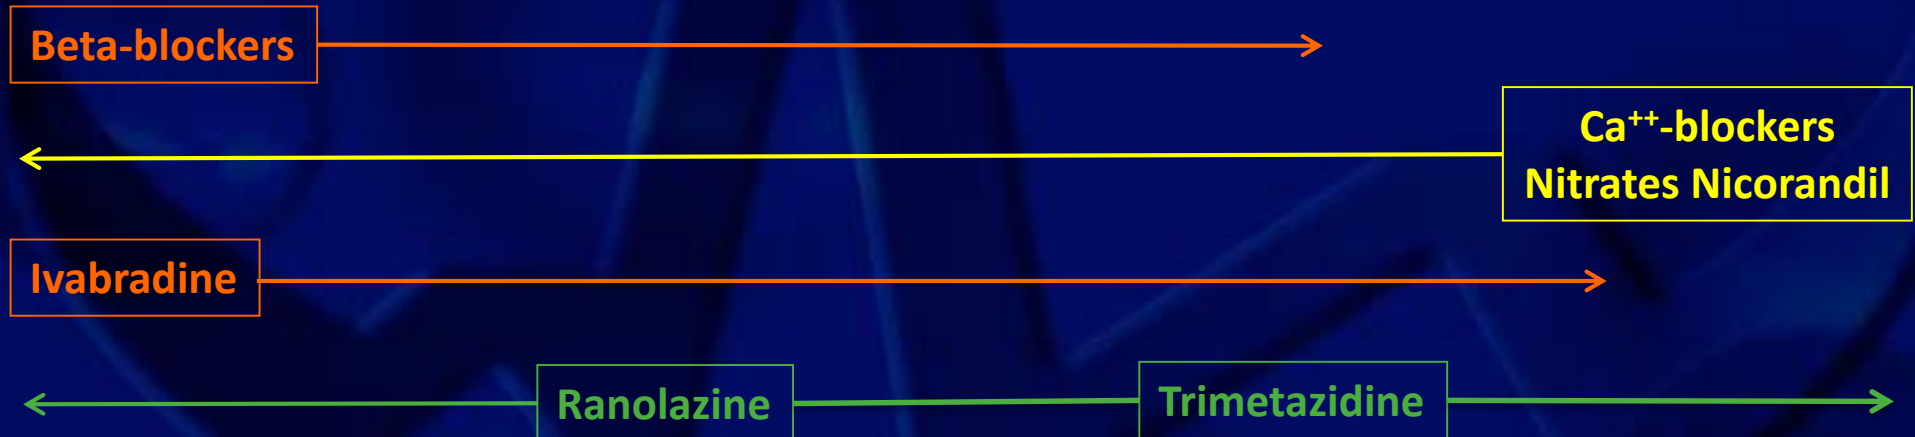 Beta-blockers
Ca⁺⁺-blockers
Nitrates Nicorandil
Ivabradine
Ranolazine
Trimetazidine